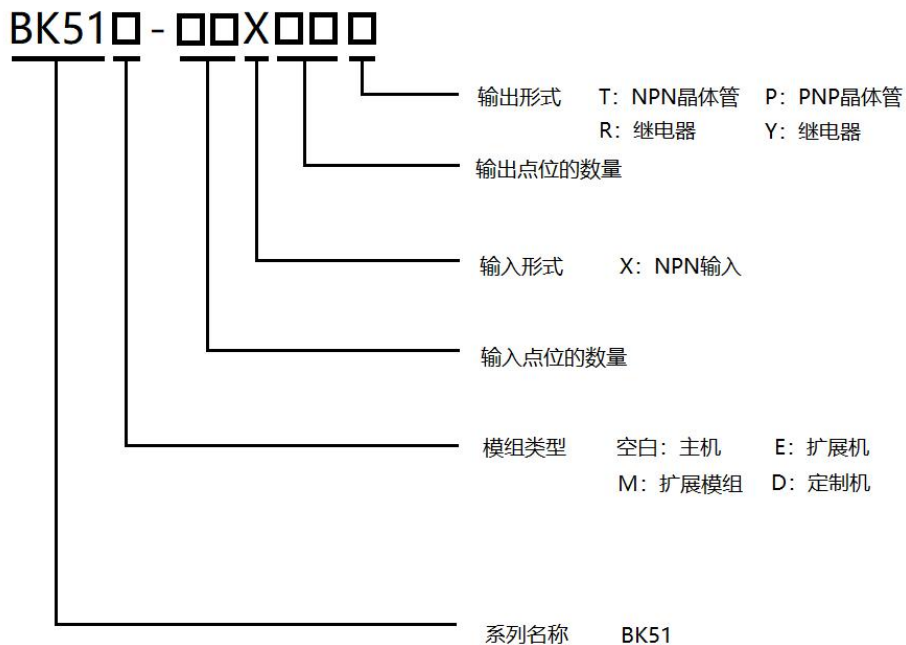 BK51□-□□X□□□
输出形式 T：NPN晶体管 P：PNP晶体管
R：继电器 Y：继电器
输出点位的数量
输入形式 X：NPN输入
输入点位的数量
模组类型 空白：主机 E：扩展机
M：扩展模组 D：定制机
系列名称 BK51